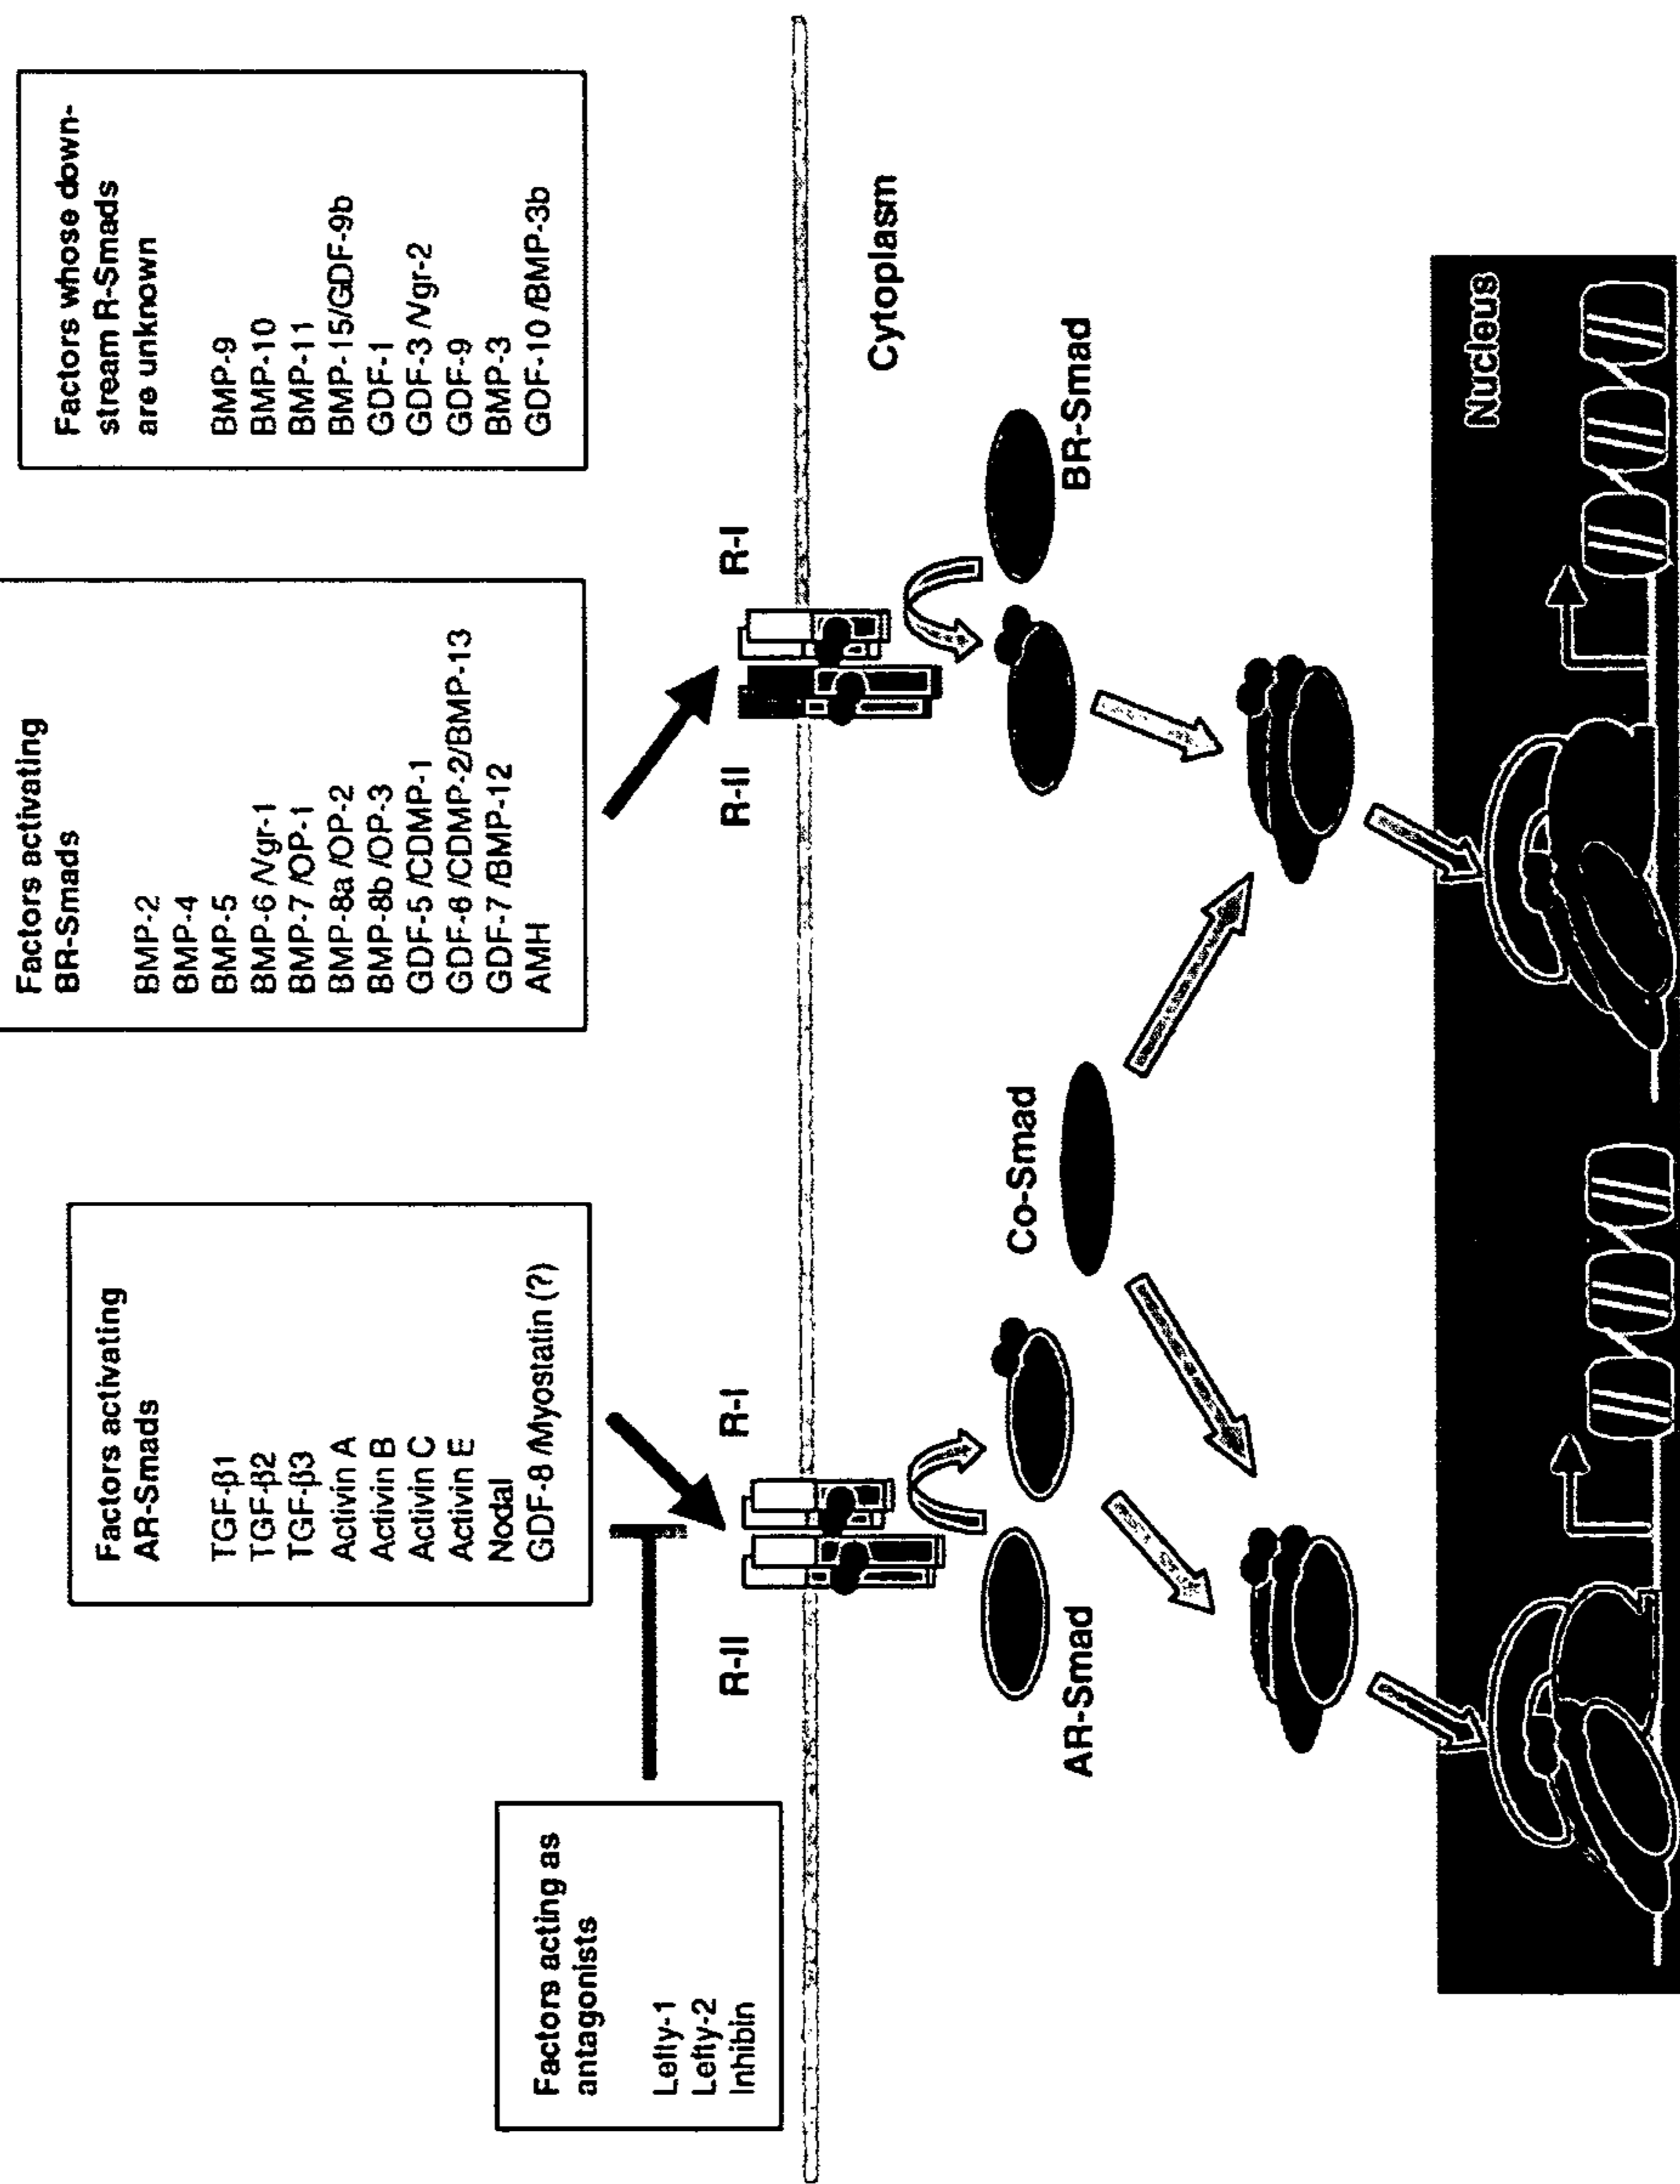 Factors acting as
antagonists
Lefty-1
Lefty-2
Inhibin
Factors activating
AR-Smads
TGF-β1
TGF-β2
TGF-β3
Activin A
Activin B
Activin C
Activin E
Nodal
GDF-8 /Myostatin (?)
Factors activating
BR-Smads
BMP-2
BMP-4
BMP-5
BMP-6 /Vgr-1
BMP-7 /OP-1
BMP-8a /OP-2
BMP-8b /OP-3
GDF-5 /CDMP-1
GDF-6 /CDMP-2/BMP-13
GDF-7 /BMP-12
AMH
Factors whose down-
stream R-Smads
are unknown
BMP-9
BMP-10
BMP-11
BMP-15/GDF-9b
GDF-1
GDF-3 /Vgr-2
GDF-9
BMP-3
GDF-10 /BMP-3b
R-II
R-I
R-II
R-I
Cytoplasm
AR-Smad
Co-Smad
BR-Smad
Nucleus